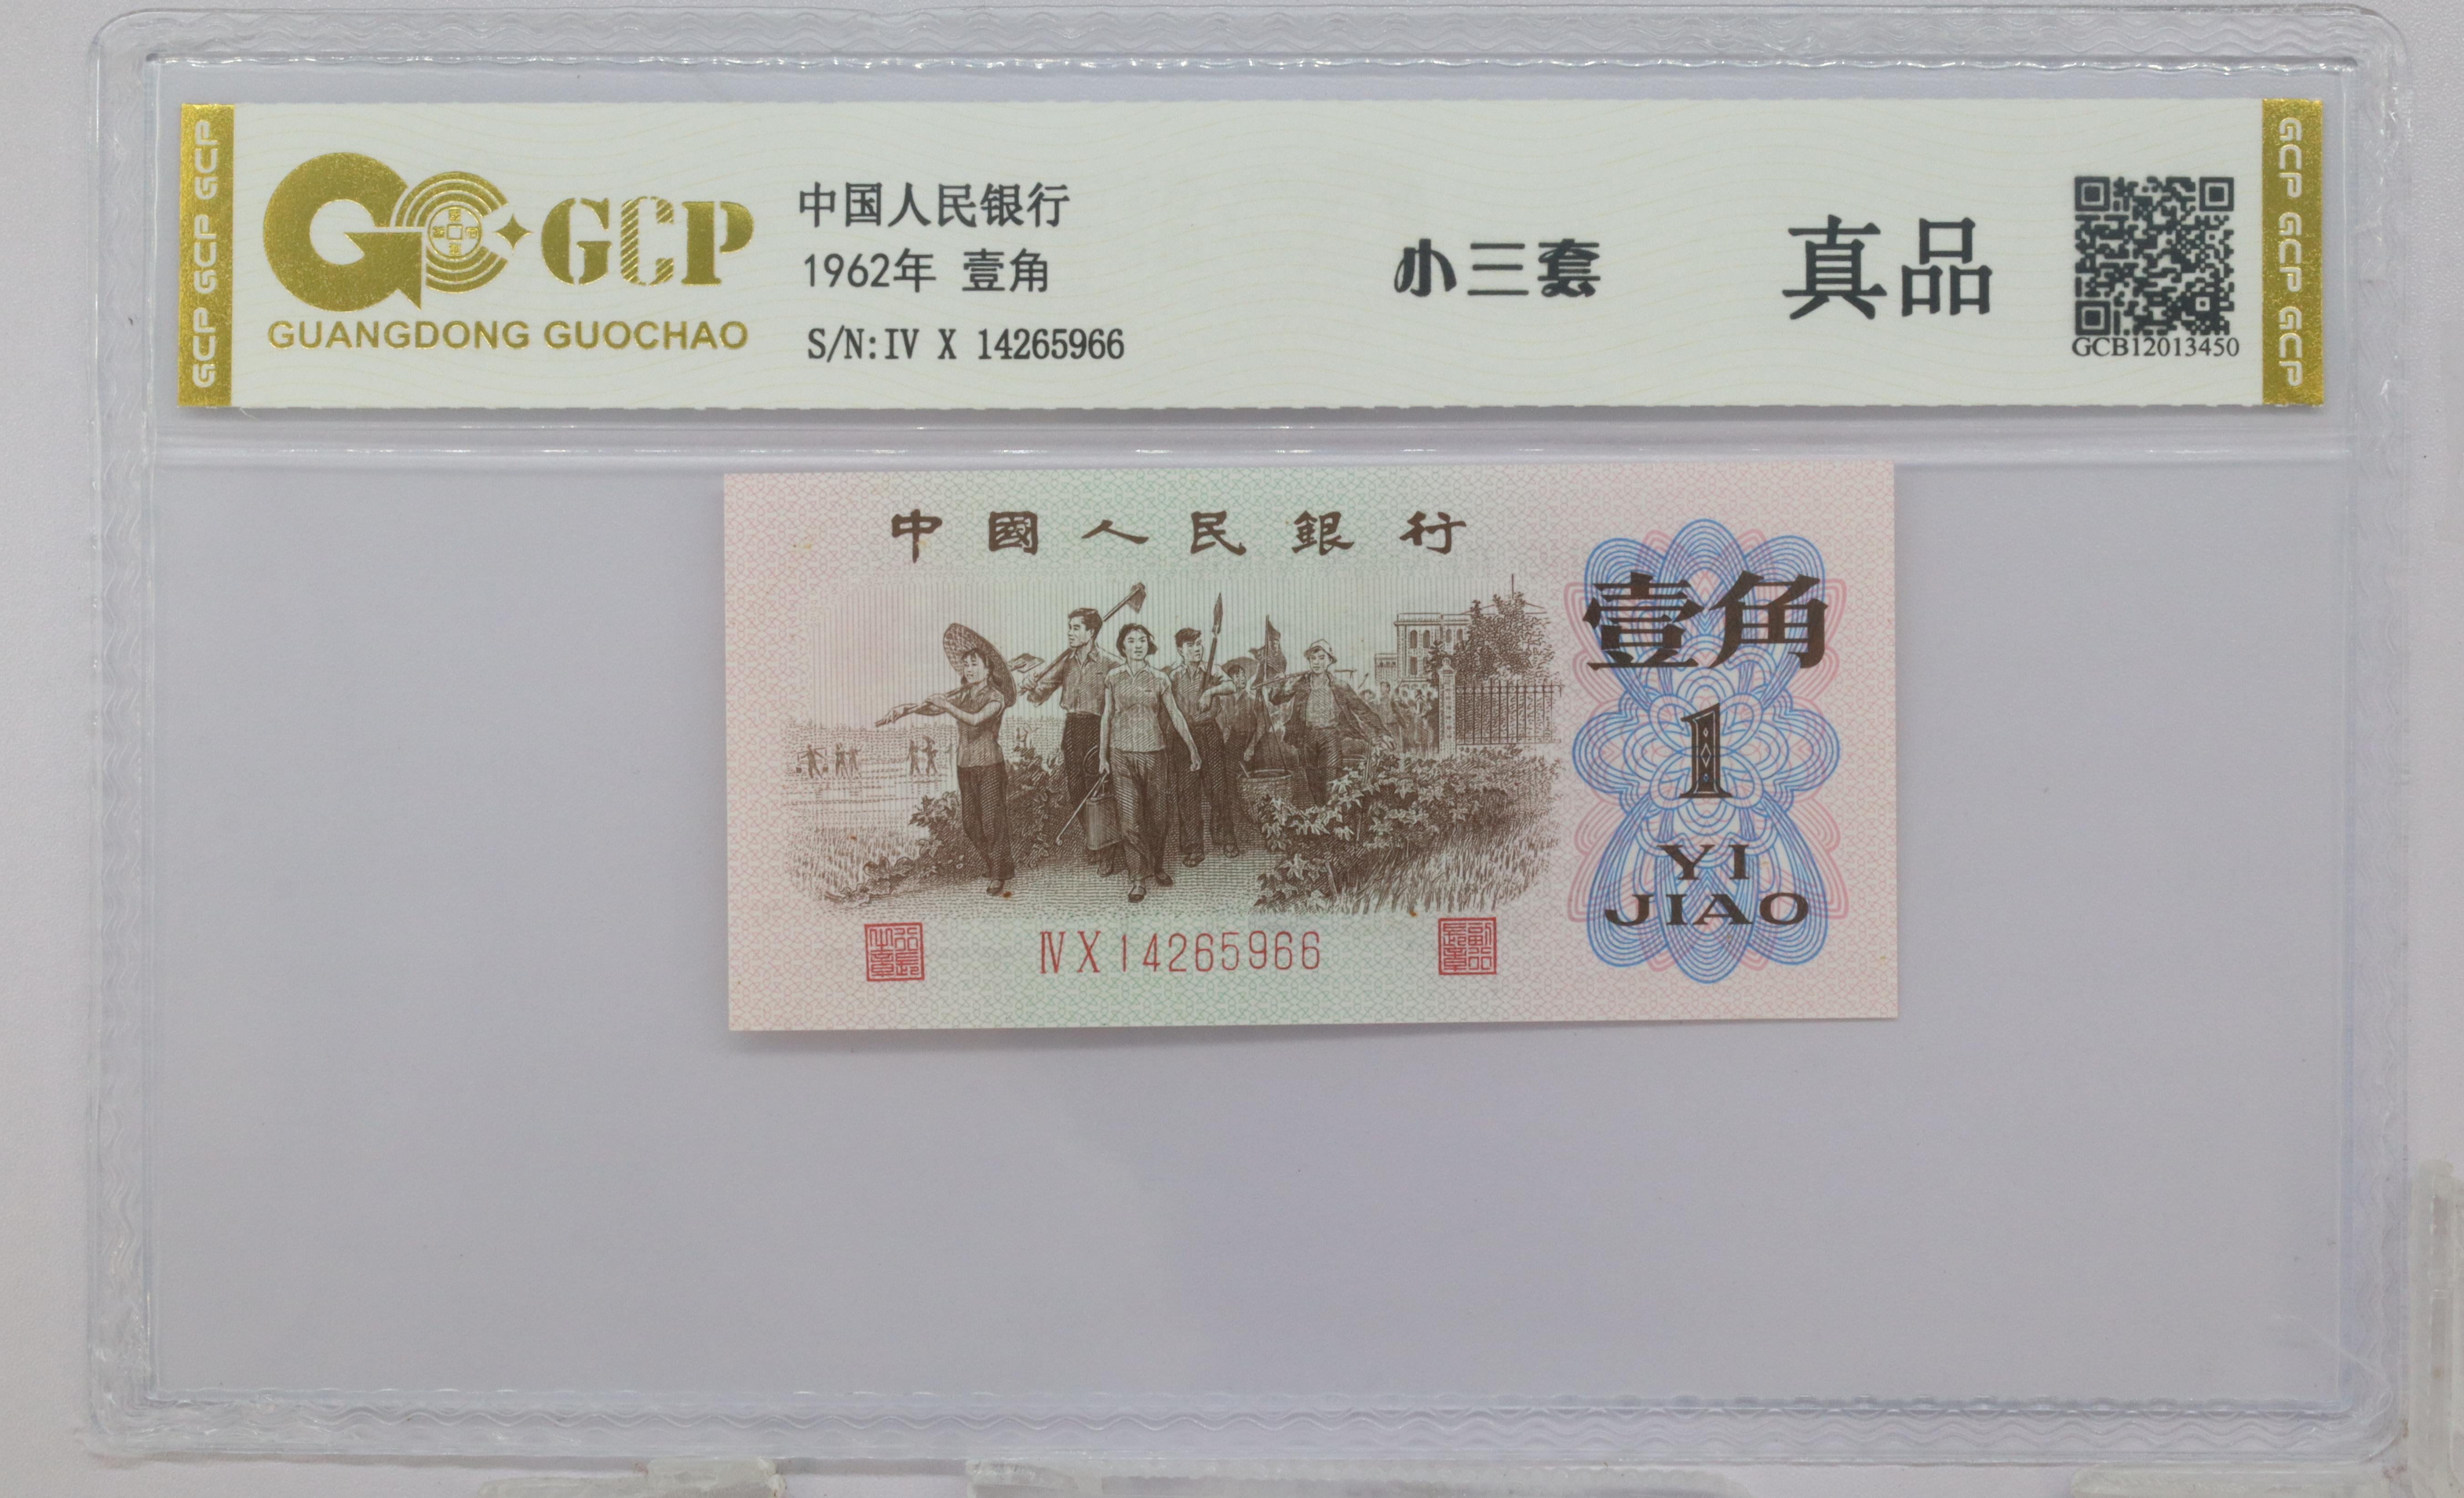 GCP GCP GCP
GCP
GUANGDONG GUOCHAO
中国人民银行
1962年 壹角
S/N:IV X 14265966
小三套
真品
GCB12013450
GCP GCP GCP
中國人民銀行
壹角
1
YI
JIAO
ⅣX14265966